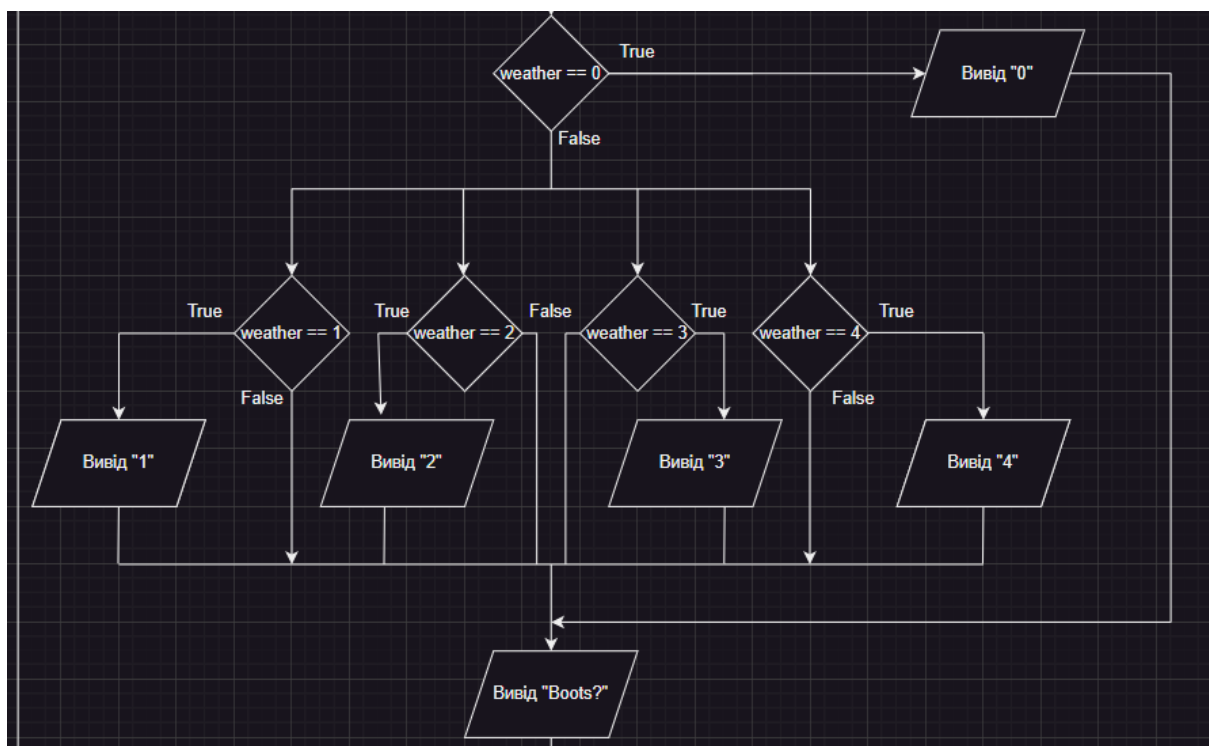 True
weather == 0
Вивід "0"
False
True
True
False
True
True
weather == 1
weather == 2
weather == 3
weather == 4
False
False
Вивід "1"
Вивід "2"
Вивід "3"
Вивід "4"
Вивід "Boots?"